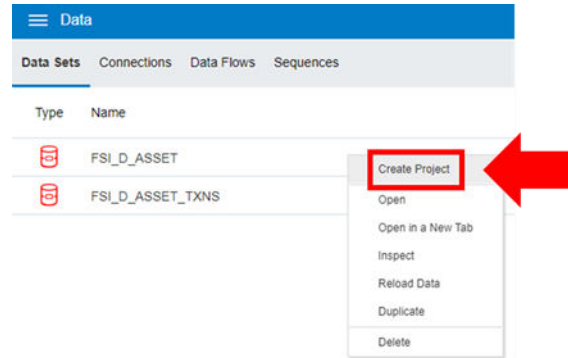 Data
Data Sets Connections Data Flows Sequences
Type Name
FSI_D_ASSET
FSI_D_ASSET_TXNS
Create Project
Open
Open in a New Tab
Inspect
Reload Data
Duplicate
Delete